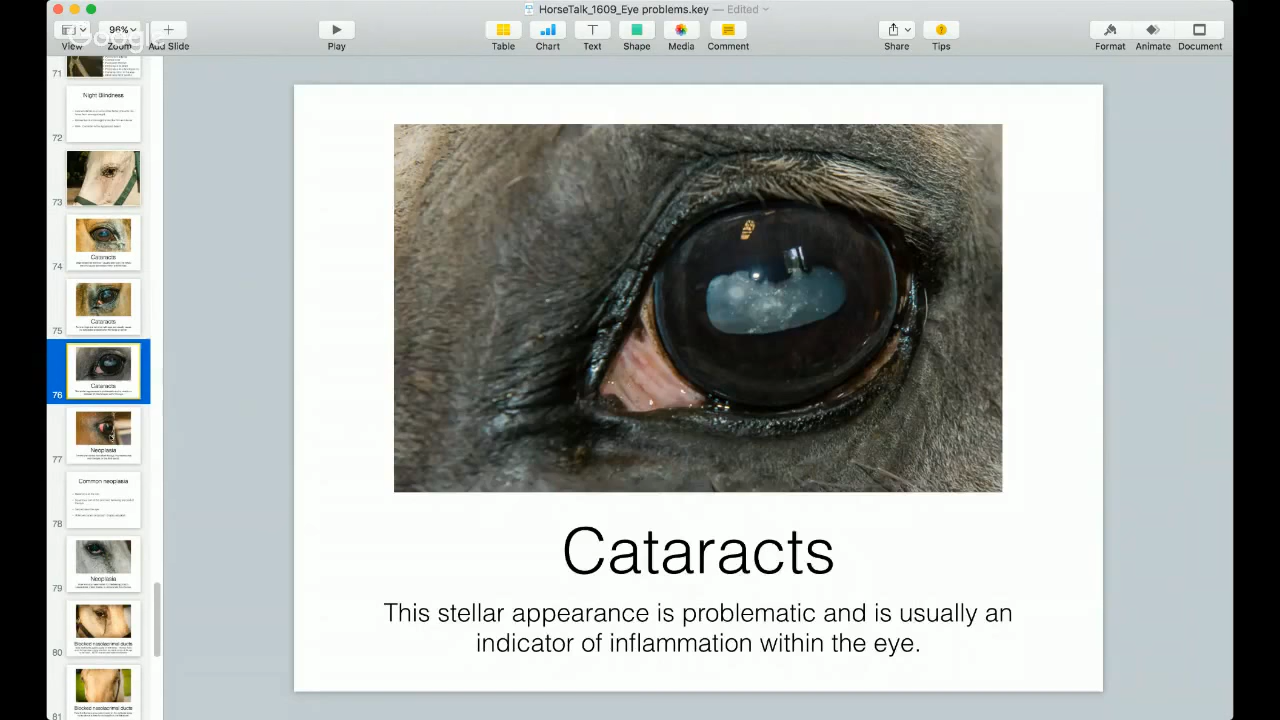 HorseTalk_1609_Eye problems.key — Edited
96%
Google
View
Zoom
Add Slide
Play
Table
Chart
Text
Shape
Media
Comment
Share
Tips
Format
Animate
Document
71
Night Blindness
72
73
Cataracts
74
Cataracts
75
Cataracts
76
Neoplasia
77
Common neoplasia
78
Neoplasia
79
Blocked nasolacrimal ducts
80
Blocked nasolacrimal ducts
81
Cataracts
This stellar appearance is problematic and is usually an
indicator of inflammation within the eye.